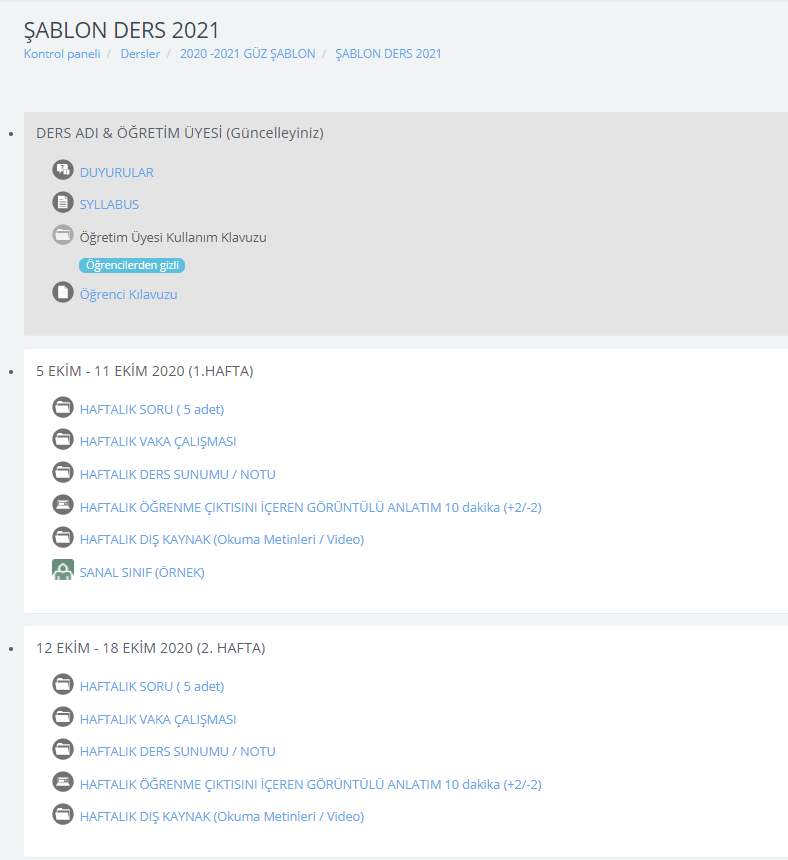 ŞABLON DERS 2021
Kontrol paneli / Dersler / 2020 -2021 GÜZ ŞABLON / ŞABLON DERS 2021
DERS ADI & ÖĞRETİM ÜYESİ (Güncelleyiniz)
DUYURULAR
SYLLABUS
Öğretim Üyesi Kullanım Klavuzu
Öğrencilerden gizli
Öğrenci Kılavuzu
5 EKİM - 11 EKİM 2020 (1.HAFTA)
HAFTALIK SORU ( 5 adet)
HAFTALIK VAKA ÇALIŞMASI
HAFTALIK DERS SUNUMU / NOTU
HAFTALIK ÖĞRENME ÇIKTISINI İÇEREN GÖRÜNTÜLÜ ANLATIM 10 dakika (+2/-2)
HAFTALIK DIŞ KAYNAK (Okuma Metinleri / Video)
SANAL SINIF (ÖRNEK)
12 EKİM - 18 EKİM 2020 (2. HAFTA)
HAFTALIK SORU ( 5 adet)
HAFTALIK VAKA ÇALIŞMASI
HAFTALIK DERS SUNUMU / NOTU
HAFTALIK ÖĞRENME ÇIKTISINI İÇEREN GÖRÜNTÜLÜ ANLATIM 10 dakika (+2/-2)
HAFTALIK DIŞ KAYNAK (Okuma Metinleri / Video)